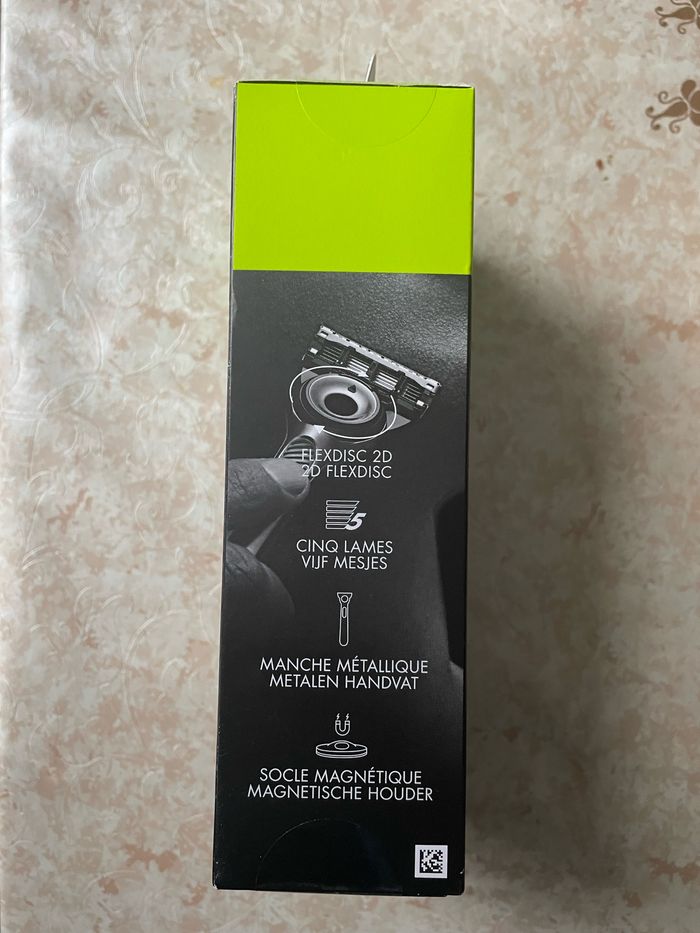 FLEXDISC 2D
2D FLEXDISC
5
CINQ LAMES
VIJF MESJES
MANCHE MÉTALLIQUE
METALEN HANDVAT
SOCLE MAGNÉTIQUE
MAGNETISCHE HOUDER